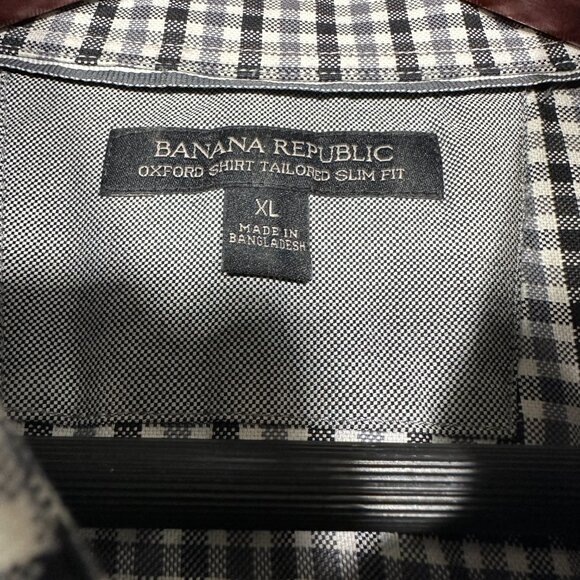 BANANA REPUBLIC
OXFORD SHIRT TAILORED SLIM FIT
XL
MADE IN
BANGLADESH